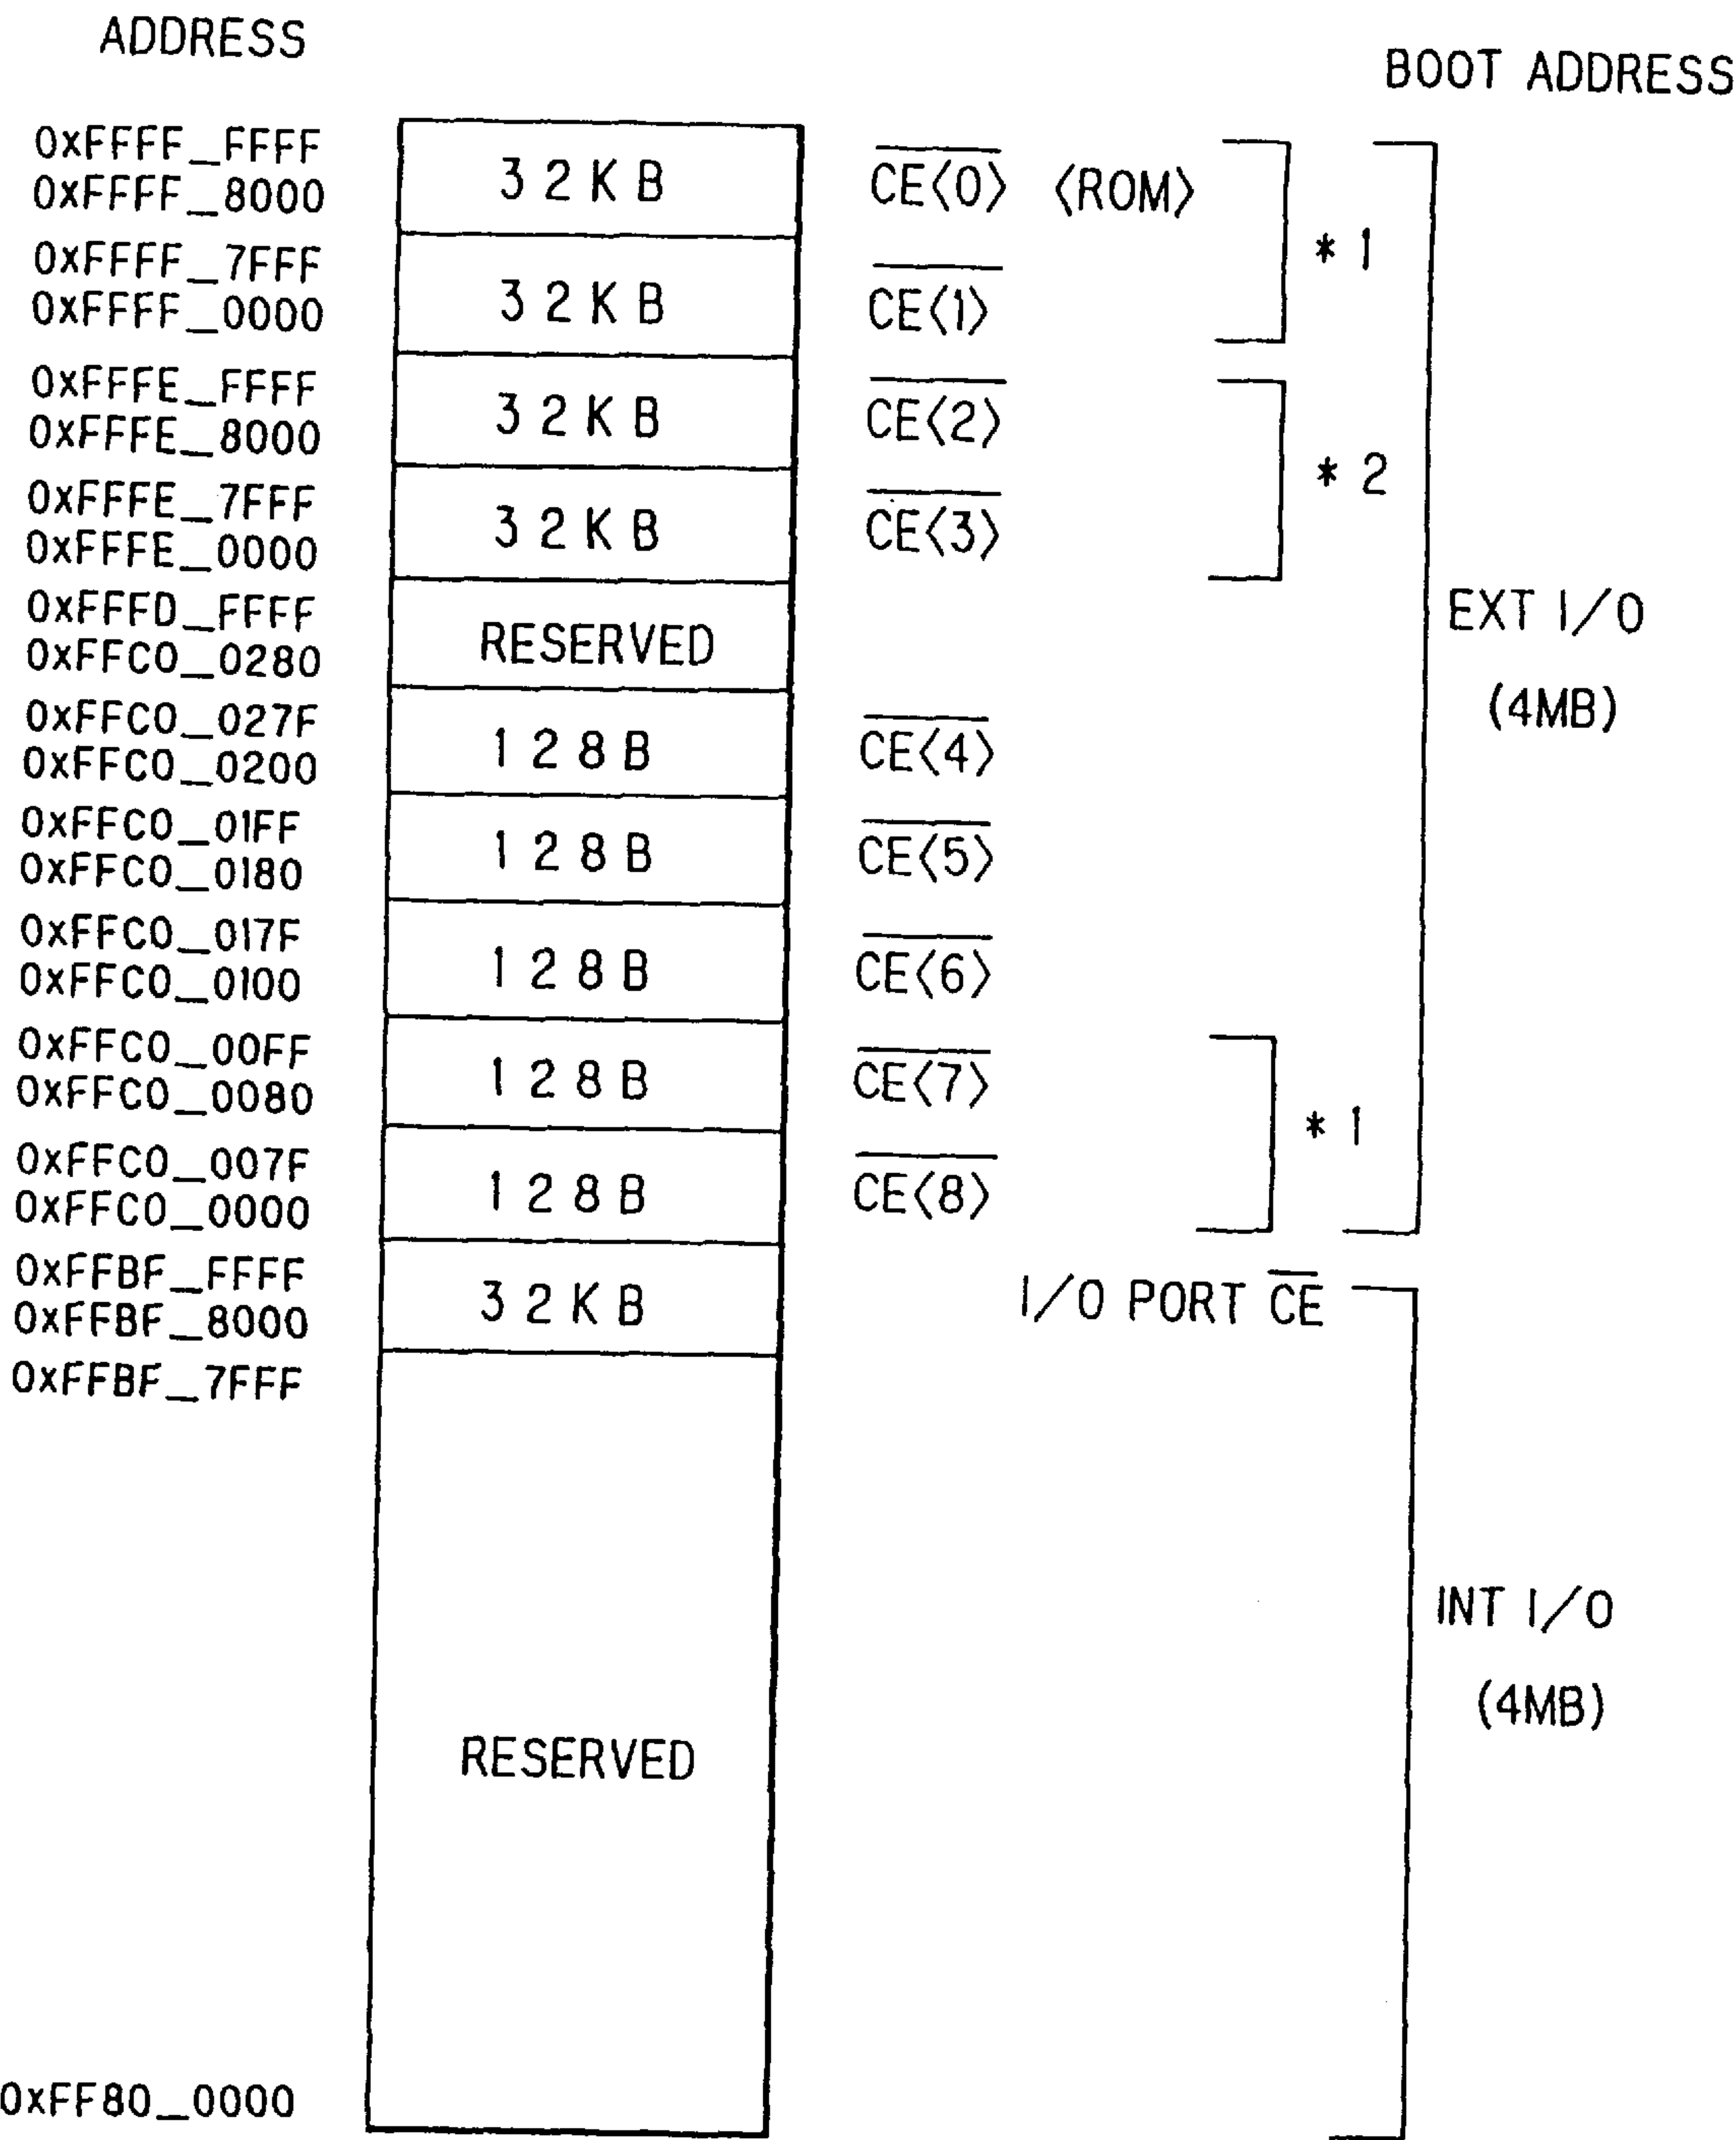 ADDRESS
BOOT ADDRESS
0xFFFF_FFFF
0xFFFF_8000
32KB
CE⟨0⟩ ⟨ROM⟩
*1
0xFFFF_7FFF
0xFFFF_0000
32KB
CE⟨1⟩
0xFFFE_FFFF
0xFFFE_8000
32KB
CE⟨2⟩
*2
0xFFFE_7FFF
0xFFFE_0000
32KB
CE⟨3⟩
0xFFFD_FFFF
0xFFC0_0280
RESERVED
EXT I/O
(4MB)
0xFFC0_027F
0xFFC0_0200
128B
CE⟨4⟩
0xFFC0_01FF
0xFFC0_0180
128B
CE⟨5⟩
0xFFC0_017F
0xFFC0_0100
128B
CE⟨6⟩
0xFFC0_00FF
0xFFC0_0080
128B
CE⟨7⟩
*1
0xFFC0_007F
0xFFC0_0000
128B
CE⟨8⟩
0xFFBF_FFFF
0xFFBF_8000
32KB
I/O PORT CE
0xFFBF_7FFF
INT I/O
(4MB)
RESERVED
0xFF80_0000